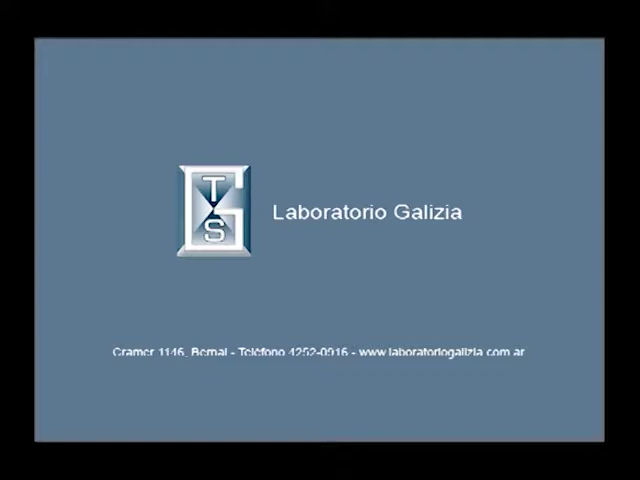 T
G
S
Laboratorio Galizia
Cramer 1146, Bernal - Teléfono 4252-0916 - www.laboratoriogalizia.com.ar